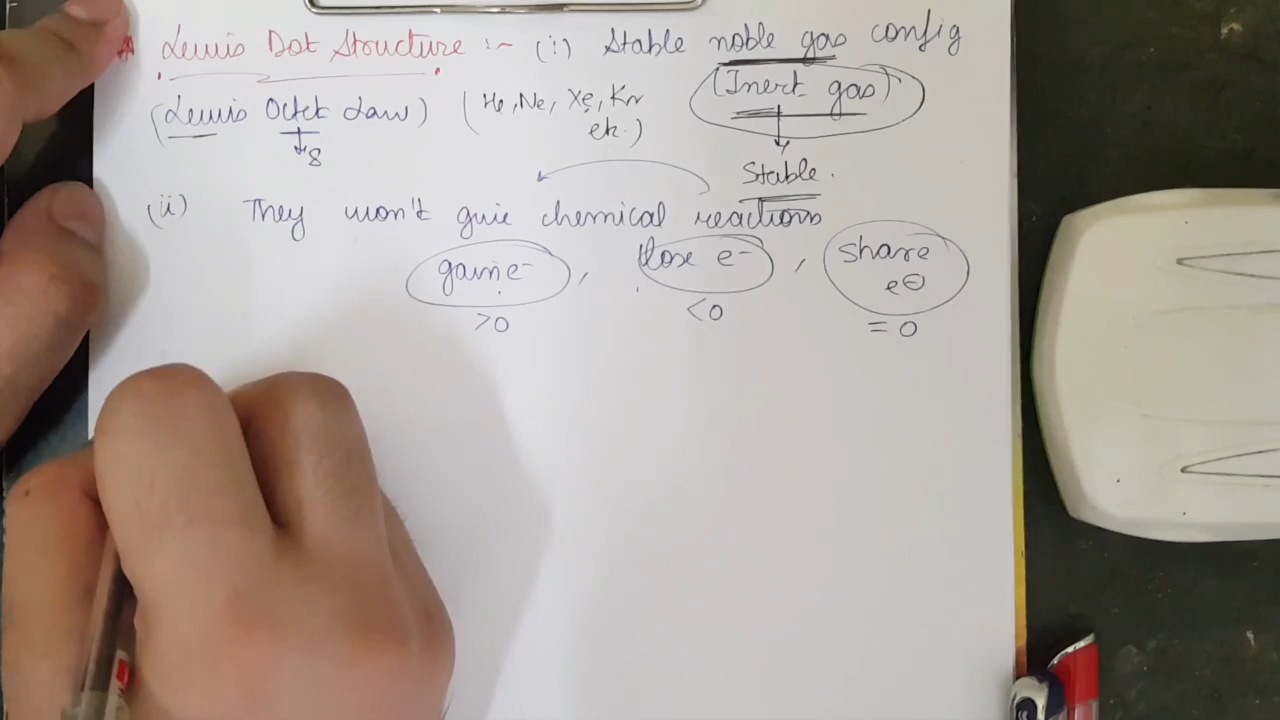 * Lewis Dot Structure :- (i) Stable noble gas config
(Lewis Octet Law) (He, Ne, Xe, Kr etc.) (Inert gas)
↓ 8
↓
Stable.
(ii) They won't give chemical reactions
gain e-, lose e-, share e⊖
>0 <0 = 0